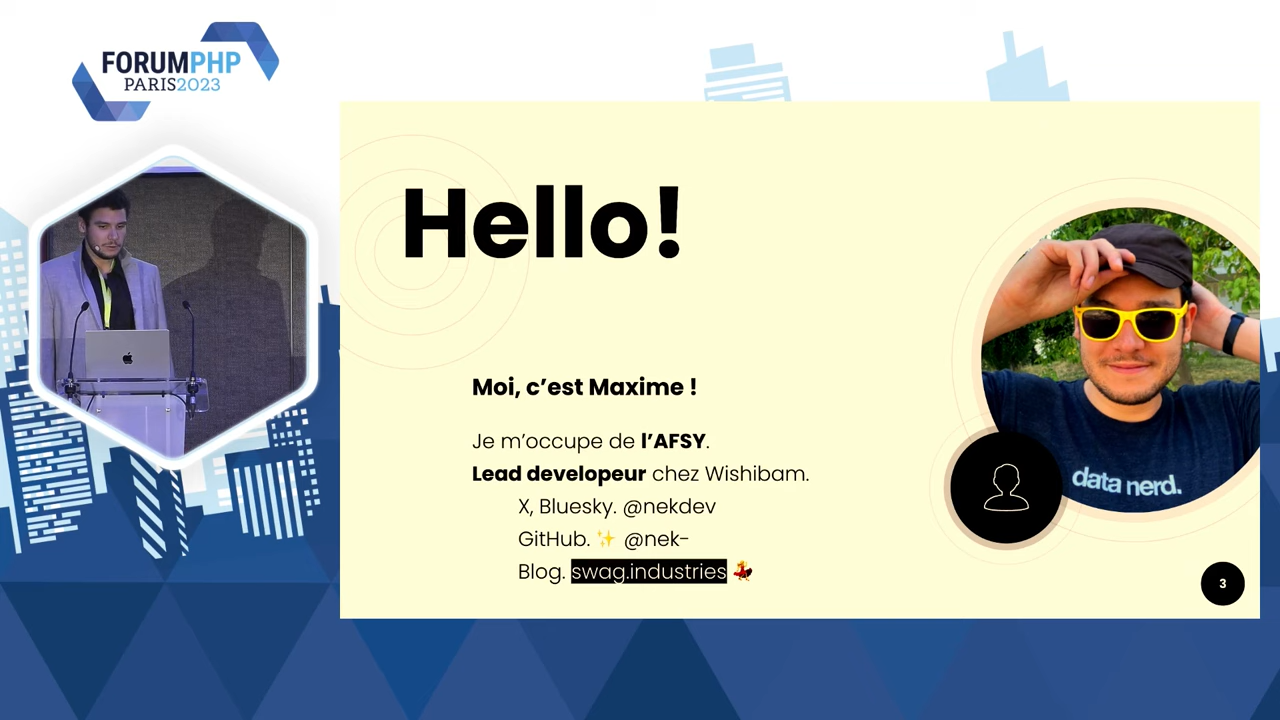 FORUMPHP
PARIS2023
Hello!
Moi, c’est Maxime !
Je m’occupe de l’AFSY.
Lead developeur chez Wishibam.
X, Bluesky. @nekdev
GitHub. ✨ @nek-
Blog. swag.industries 💃
data nerd.
3